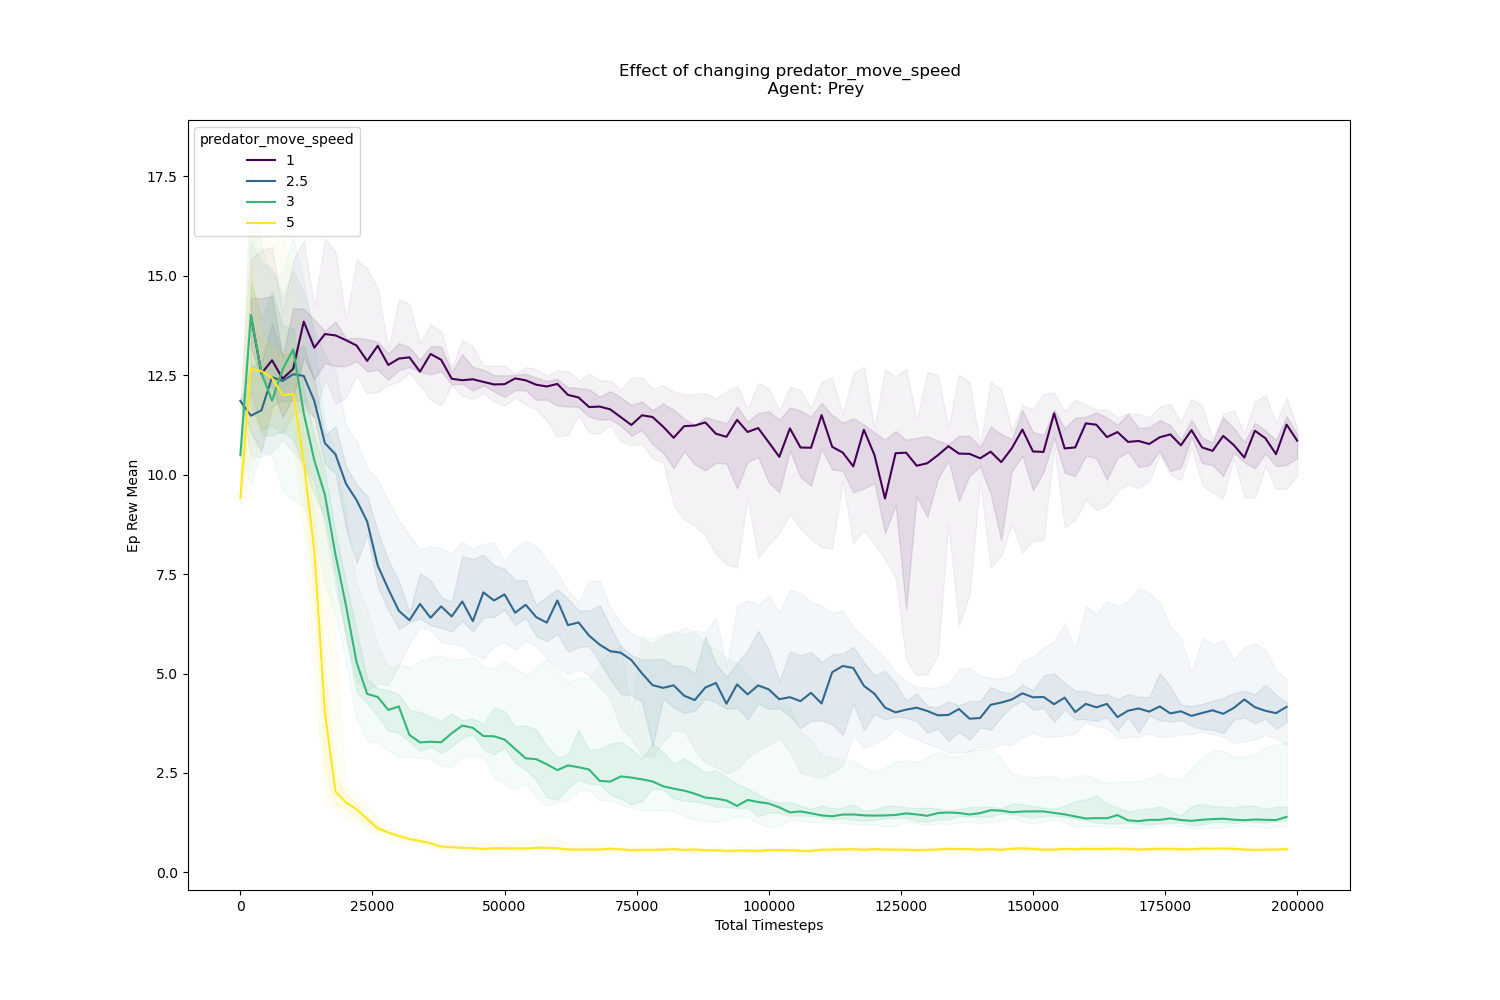 Effect of changing predator_move_speed
Agent: Prey
predator_move_speed
1
2.5
3
5
17.5
15.0
12.5
10.0
7.5
5.0
2.5
0.0
Ep Rew Mean
0 25000 50000 75000 100000 125000 150000 175000 200000
Total Timesteps